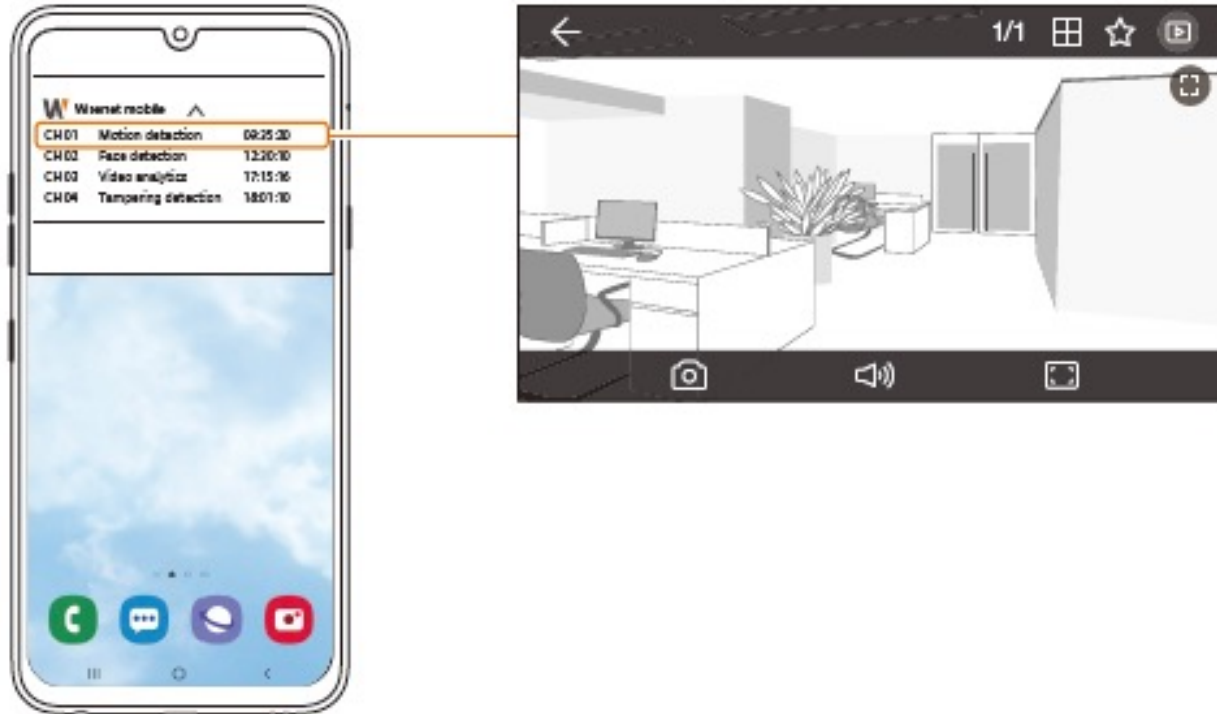 Wisenet mobile
CH01 Motion detection 09:25:20
CH02 Face detection 12:20:10
CH03 Video analytics 17:15:16
CH04 Tampering detection 18:01:10
1/1